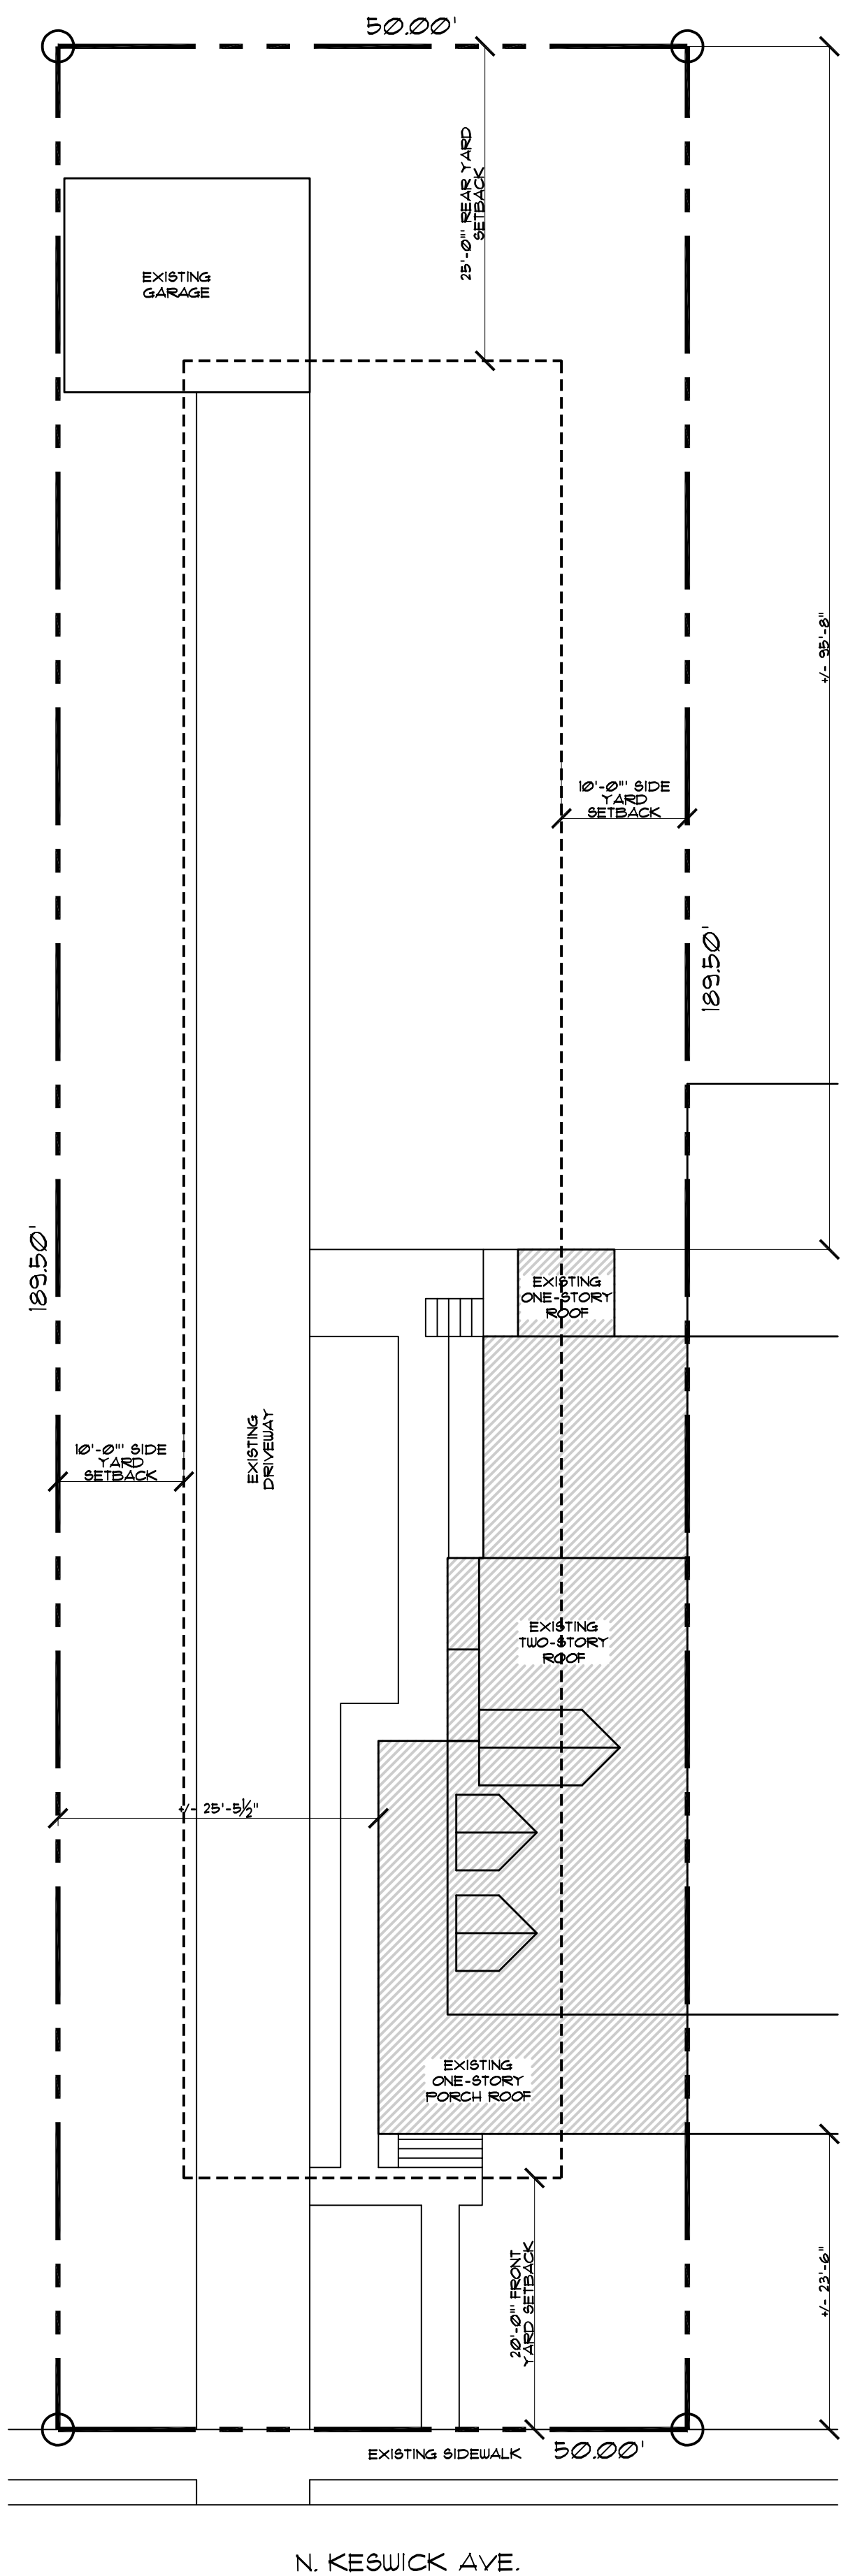 50.00'
25'-0"' REAR YARD
SETBACK
EXISTING
GARAGE
+/- 95'-8"
10'-0"' SIDE
YARD
SETBACK
189.50'
189.50'
EXISTING
ONE-STORY
ROOF
EXISTING
DRIVEWAY
10'-0"' SIDE
YARD
SETBACK
EXISTING
TWO-STORY
ROOF
+/- 25'-5½"
EXISTING
ONE-STORY
PORCH ROOF
20'-0"' FRONT
YARD SETBACK
+/- 23'-6"
EXISTING SIDEWALK
50.00'
N. KESWICK AVE.